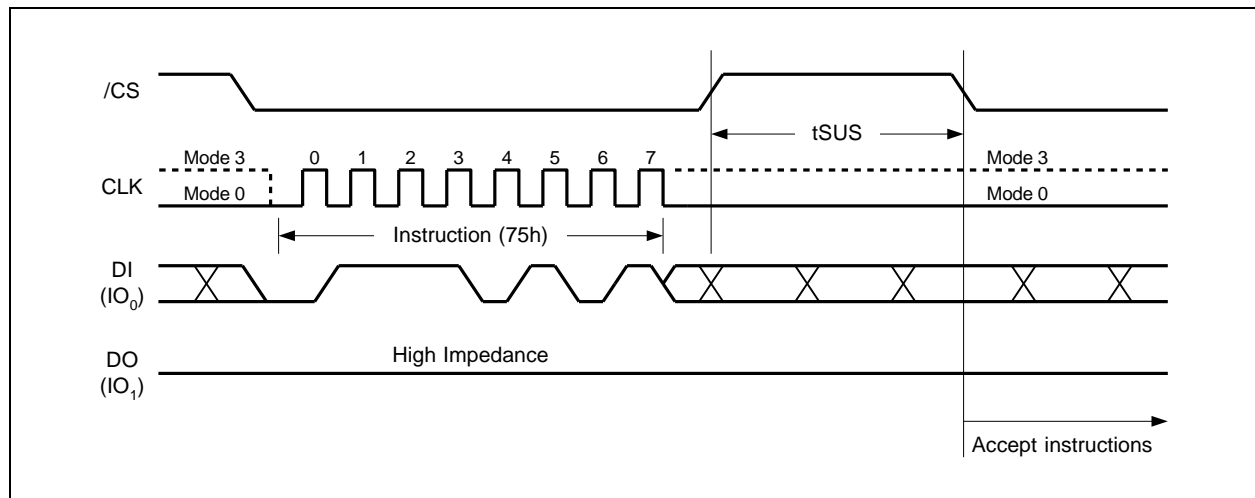 /CS
tSUS
Mode 3 0 1 2 3 4 5 6 7 Mode 3
CLK
Mode 0 Mode 0
Instruction (75h)
DI
(IO₀)
High Impedance
DO
(IO₁)
Accept instructions